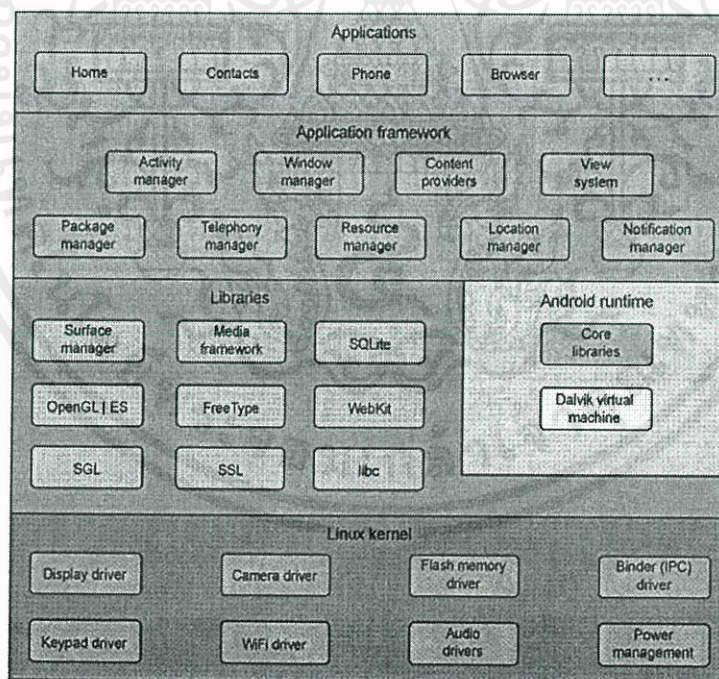 Applications
Home
Contacts
Phone
Browser
...
Application framework
Activity
manager
Window
manager
Content
providers
View
system
Package
manager
Telephony
manager
Resource
manager
Location
manager
Notification
manager
Libraries
Surface
manager
Media
framework
SQLite
OpenGL | ES
FreeType
WebKit
SGL
SSL
libc
Android runtime
Core
libraries
Dalvik virtual
machine
Linux kernel
Display driver
Camera driver
Flash memory
driver
Binder (IPC)
driver
Keypad driver
WiFi driver
Audio
drivers
Power
management